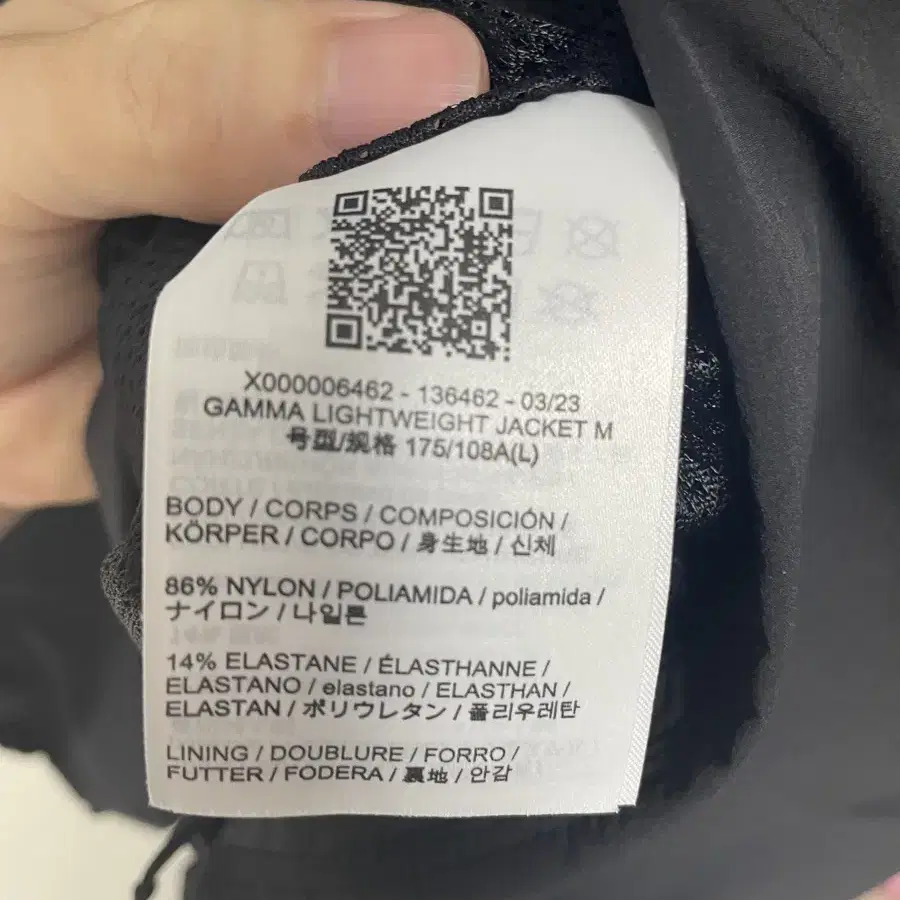 X000006462 - 136462 - 03/23
GAMMA LIGHTWEIGHT JACKET M
号型/规格 175/108A(L)
BODY / CORPS / COMPOSICIÓN /
KÖRPER / CORPO / 身生地 / 신체
86% NYLON / POLIAMIDA / poliamida /
ナイロン / 나일론
14% ELASTANE / ÉLASTHANNE /
ELASTANO / elastano / ELASTHAN /
ELASTAN / ポリウレタン / 폴리우레탄
LINING / DOUBLURE / FORRO /
FUTTER / FODERA / 裏地 / 안감